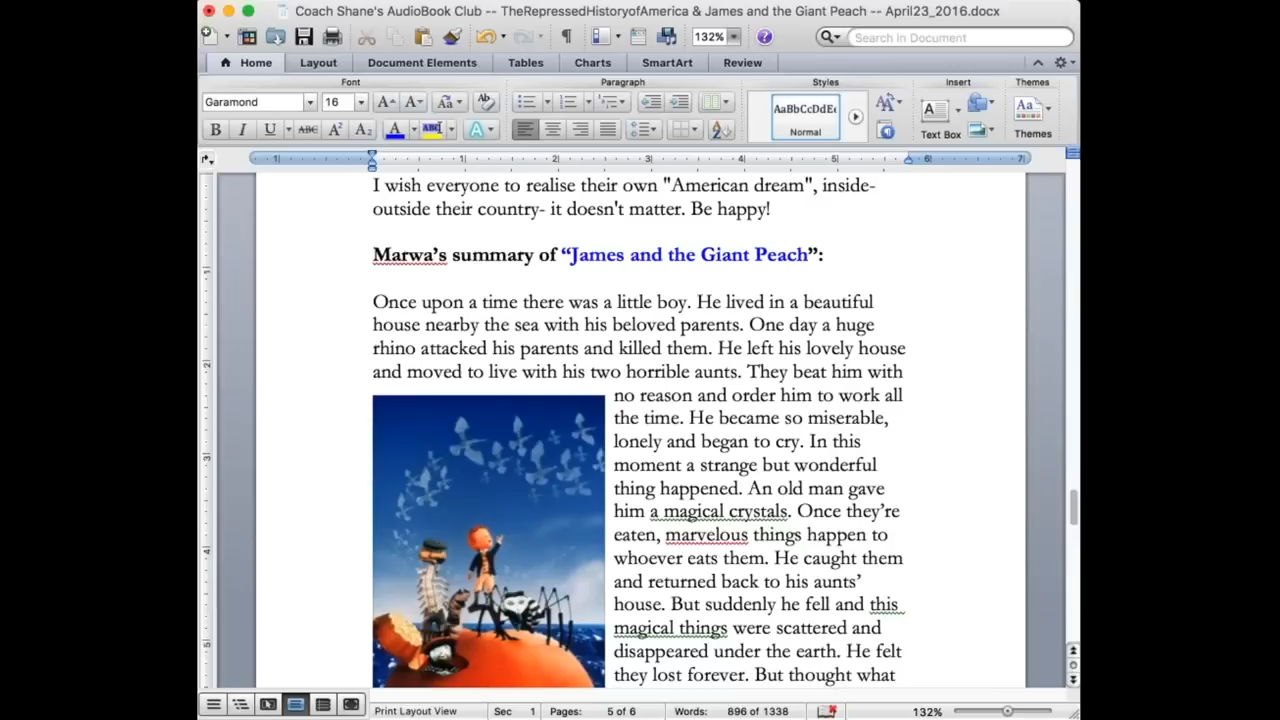 Coach Shane's AudioBook Club -- TheRepressedHistoryofAmerica & James and the Giant Peach -- April23_2016.docx
132%
Search in Document
Home Layout Document Elements Tables Charts SmartArt Review
Font Paragraph Styles Insert Themes
Garamond 16
AaBbCcDdE
Normal
Text Box
Themes
I wish everyone to realise their own "American dream", inside-
outside their country- it doesn't matter. Be happy!
Marwa's summary of “James and the Giant Peach”:
Once upon a time there was a little boy. He lived in a beautiful
house nearby the sea with his beloved parents. One day a huge
rhino attacked his parents and killed them. He left his lovely house
and moved to live with his two horrible aunts. They beat him with
no reason and order him to work all
the time. He became so miserable,
lonely and began to cry. In this
moment a strange but wonderful
thing happened. An old man gave
him a magical crystals. Once they’re
eaten, marvelous things happen to
whoever eats them. He caught them
and returned back to his aunts’
house. But suddenly he fell and this
magical things were scattered and
disappeared under the earth. He felt
they lost forever. But thought what
Print Layout View Sec 1 Pages: 5 of 6 Words: 896 of 1338 132%